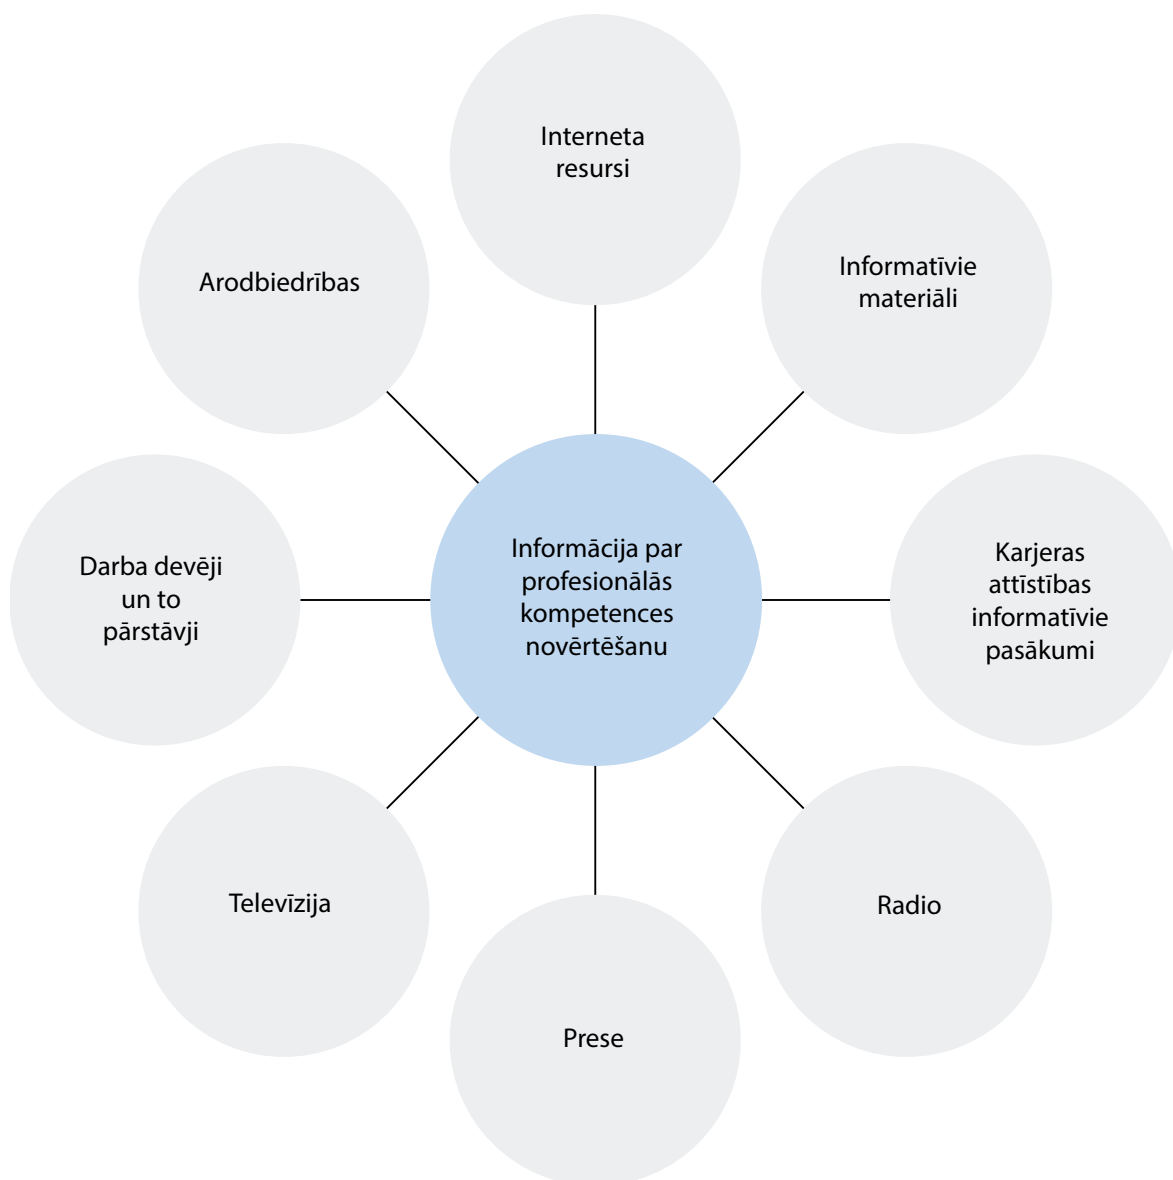 Interneta
resursi
Informatīvie
materiāli
Arodbiedrības
Karjeras
attīstības
informatīvie
pasākumi
Informācija par
profesionālās
kompetences
novērtēšanu
Darba devēji
un to
pārstāvji
Radio
Televīzija
Prese